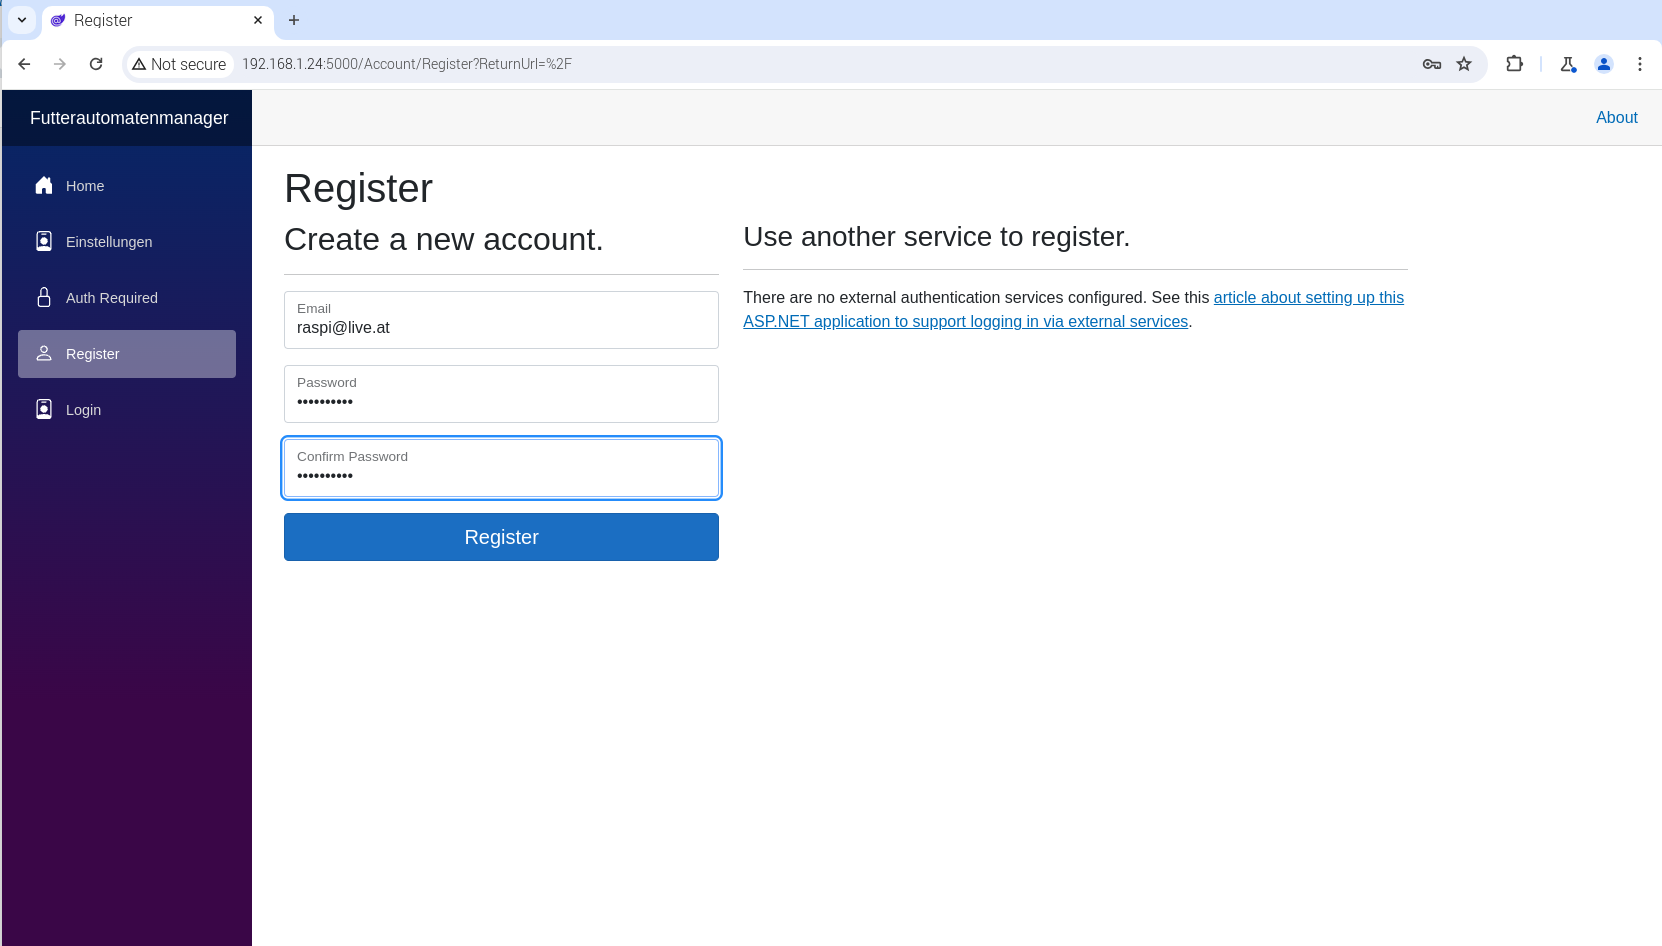 Register
Not secure
192.168.1.24:5000/Account/Register?ReturnUrl=%2F
Futterautomatenmanager
About
Home
Einstellungen
Auth Required
Register
Login
Register
Create a new account.
Email
raspi@live.at
Password
••••••••••
Confirm Password
••••••••••
Register
Use another service to register.
There are no external authentication services configured. See this article about setting up this
ASP.NET application to support logging in via external services.